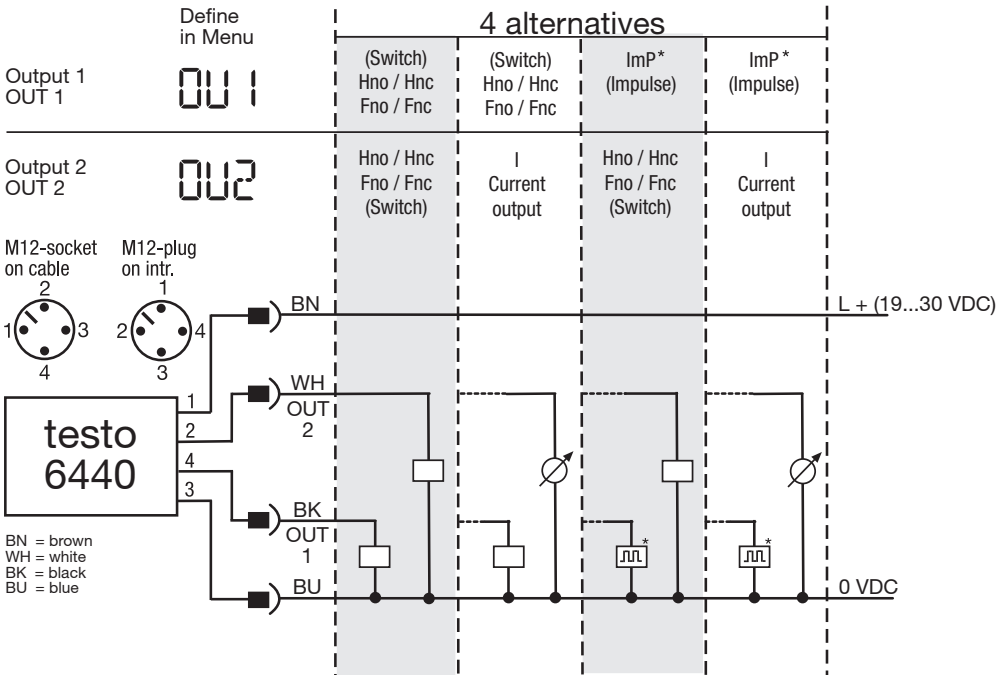 Define
in Menu
4 alternatives
Output 1
OUT 1
OU1
(Switch)
Hno / Hnc
Fno / Fnc
(Switch)
Hno / Hnc
Fno / Fnc
ImP*
(Impulse)
ImP*
(Impulse)
Output 2
OUT 2
OU2
Hno / Hnc
Fno / Fnc
(Switch)
I
Current
output
Hno / Hnc
Fno / Fnc
(Switch)
I
Current
output
M12-socket
on cable
2
1
3
4
M12-plug
on intr.
1
2
4
3
BN
L + (19...30 VDC)
testo
6440
1
2
4
3
WH
OUT
2
BK
OUT
1
*
*
BU
0 VDC
BN = brown
WH = white
BK = black
BU = blue